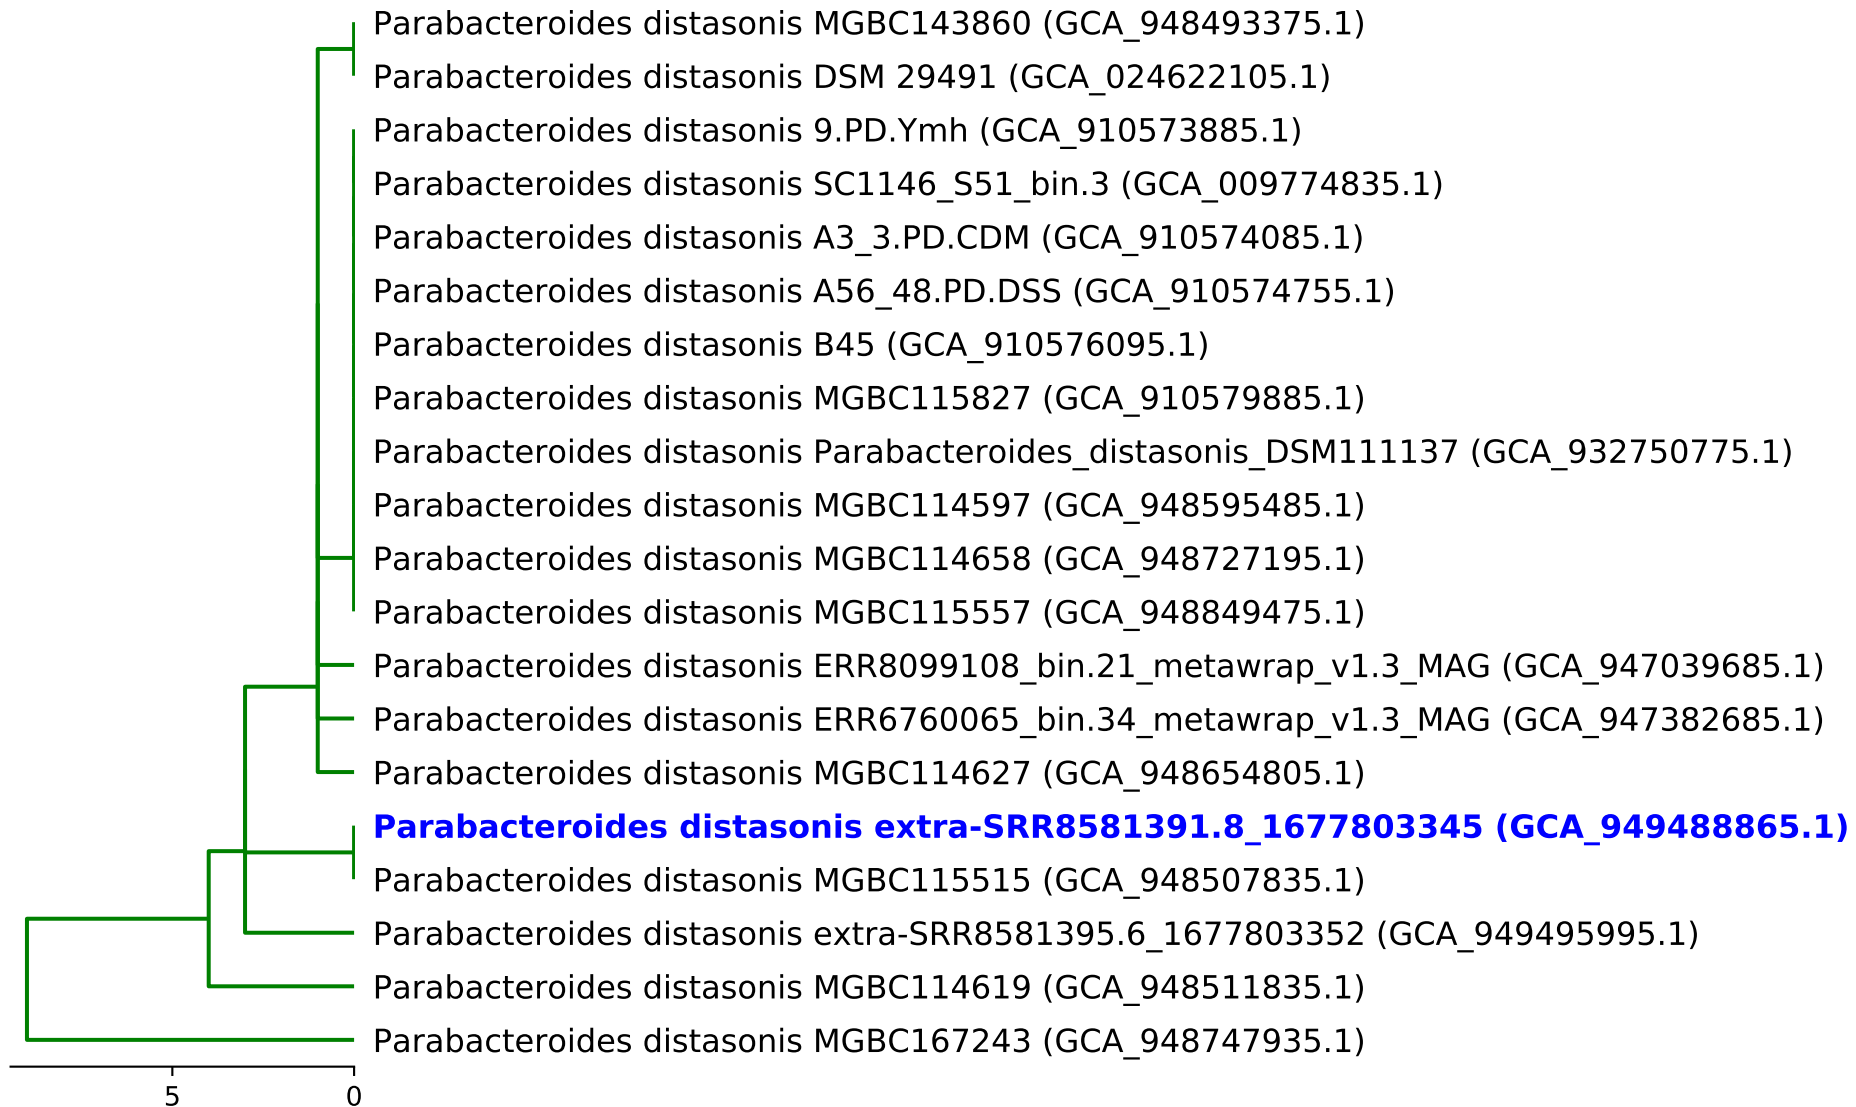 Parabacteroides distasonis MGBC143860 (GCA_948493375.1)
Parabacteroides distasonis DSM 29491 (GCA_024622105.1)
Parabacteroides distasonis 9.PD.Ymh (GCA_910573885.1)
Parabacteroides distasonis SC1146_S51_bin.3 (GCA_009774835.1)
Parabacteroides distasonis A3_3.PD.CDM (GCA_910574085.1)
Parabacteroides distasonis A56_48.PD.DSS (GCA_910574755.1)
Parabacteroides distasonis B45 (GCA_910576095.1)
Parabacteroides distasonis MGBC115827 (GCA_910579885.1)
Parabacteroides distasonis Parabacteroides_distasonis_DSM111137 (GCA_932750775.1)
Parabacteroides distasonis MGBC114597 (GCA_948595485.1)
Parabacteroides distasonis MGBC114658 (GCA_948727195.1)
Parabacteroides distasonis MGBC115557 (GCA_948849475.1)
Parabacteroides distasonis ERR8099108_bin.21_metawrap_v1.3_MAG (GCA_947039685.1)
Parabacteroides distasonis ERR6760065_bin.34_metawrap_v1.3_MAG (GCA_947382685.1)
Parabacteroides distasonis MGBC114627 (GCA_948654805.1)
Parabacteroides distasonis extra-SRR8581391.8_1677803345 (GCA_949488865.1)
Parabacteroides distasonis MGBC115515 (GCA_948507835.1)
Parabacteroides distasonis extra-SRR8581395.6_1677803352 (GCA_949495995.1)
Parabacteroides distasonis MGBC114619 (GCA_948511835.1)
Parabacteroides distasonis MGBC167243 (GCA_948747935.1)
5 0